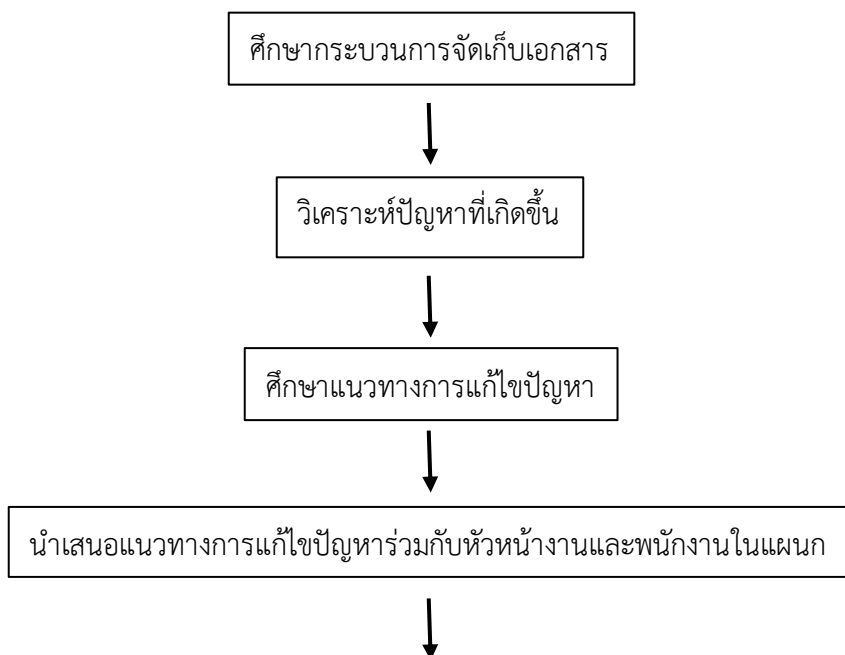 ศึกษากระบวนการจัดเก็บเอกสาร
วิเคราะห์ปัญหาที่เกิดขึ้น
ศึกษาแนวทางการแก้ไขปัญหา
นำเสนอแนวทางการแก้ไขปัญหาร่วมกับหัวหน้างานและพนักงานในแผนก